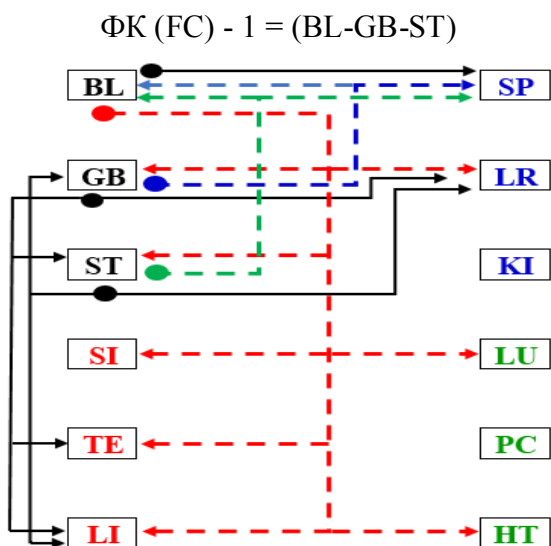 ФК (FC) - 1 = (BL-GB-ST)
BL SP
GB LR
ST KI
SI LU
TE PC
LI HT